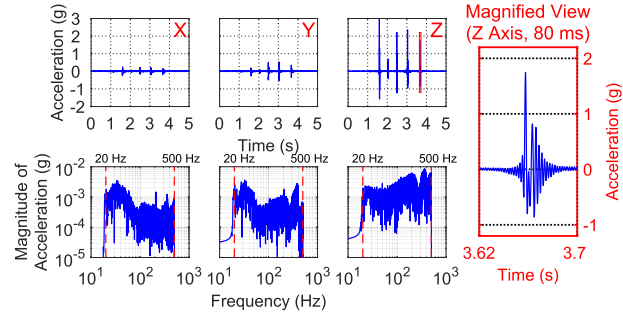 Magnified View
(Z Axis, 80 ms)
Acceleration (g)
3
2
1
0
-1
-2
X
Y
Z
0 1 2 3 4 5
0 1 2 3 4 5
0 1 2 3 4 5
Time (s)
2
1
0
-1
Acceleration (g)
3.62
3.7
Time (s)
Magnitude of
Acceleration (g)
10⁻²
10⁻³
10⁻⁴
10⁻⁵
20 Hz 500 Hz
20 Hz 500 Hz
20 Hz 500 Hz
10¹ 10² 10³
10¹ 10² 10³
10¹ 10² 10³
Frequency (Hz)